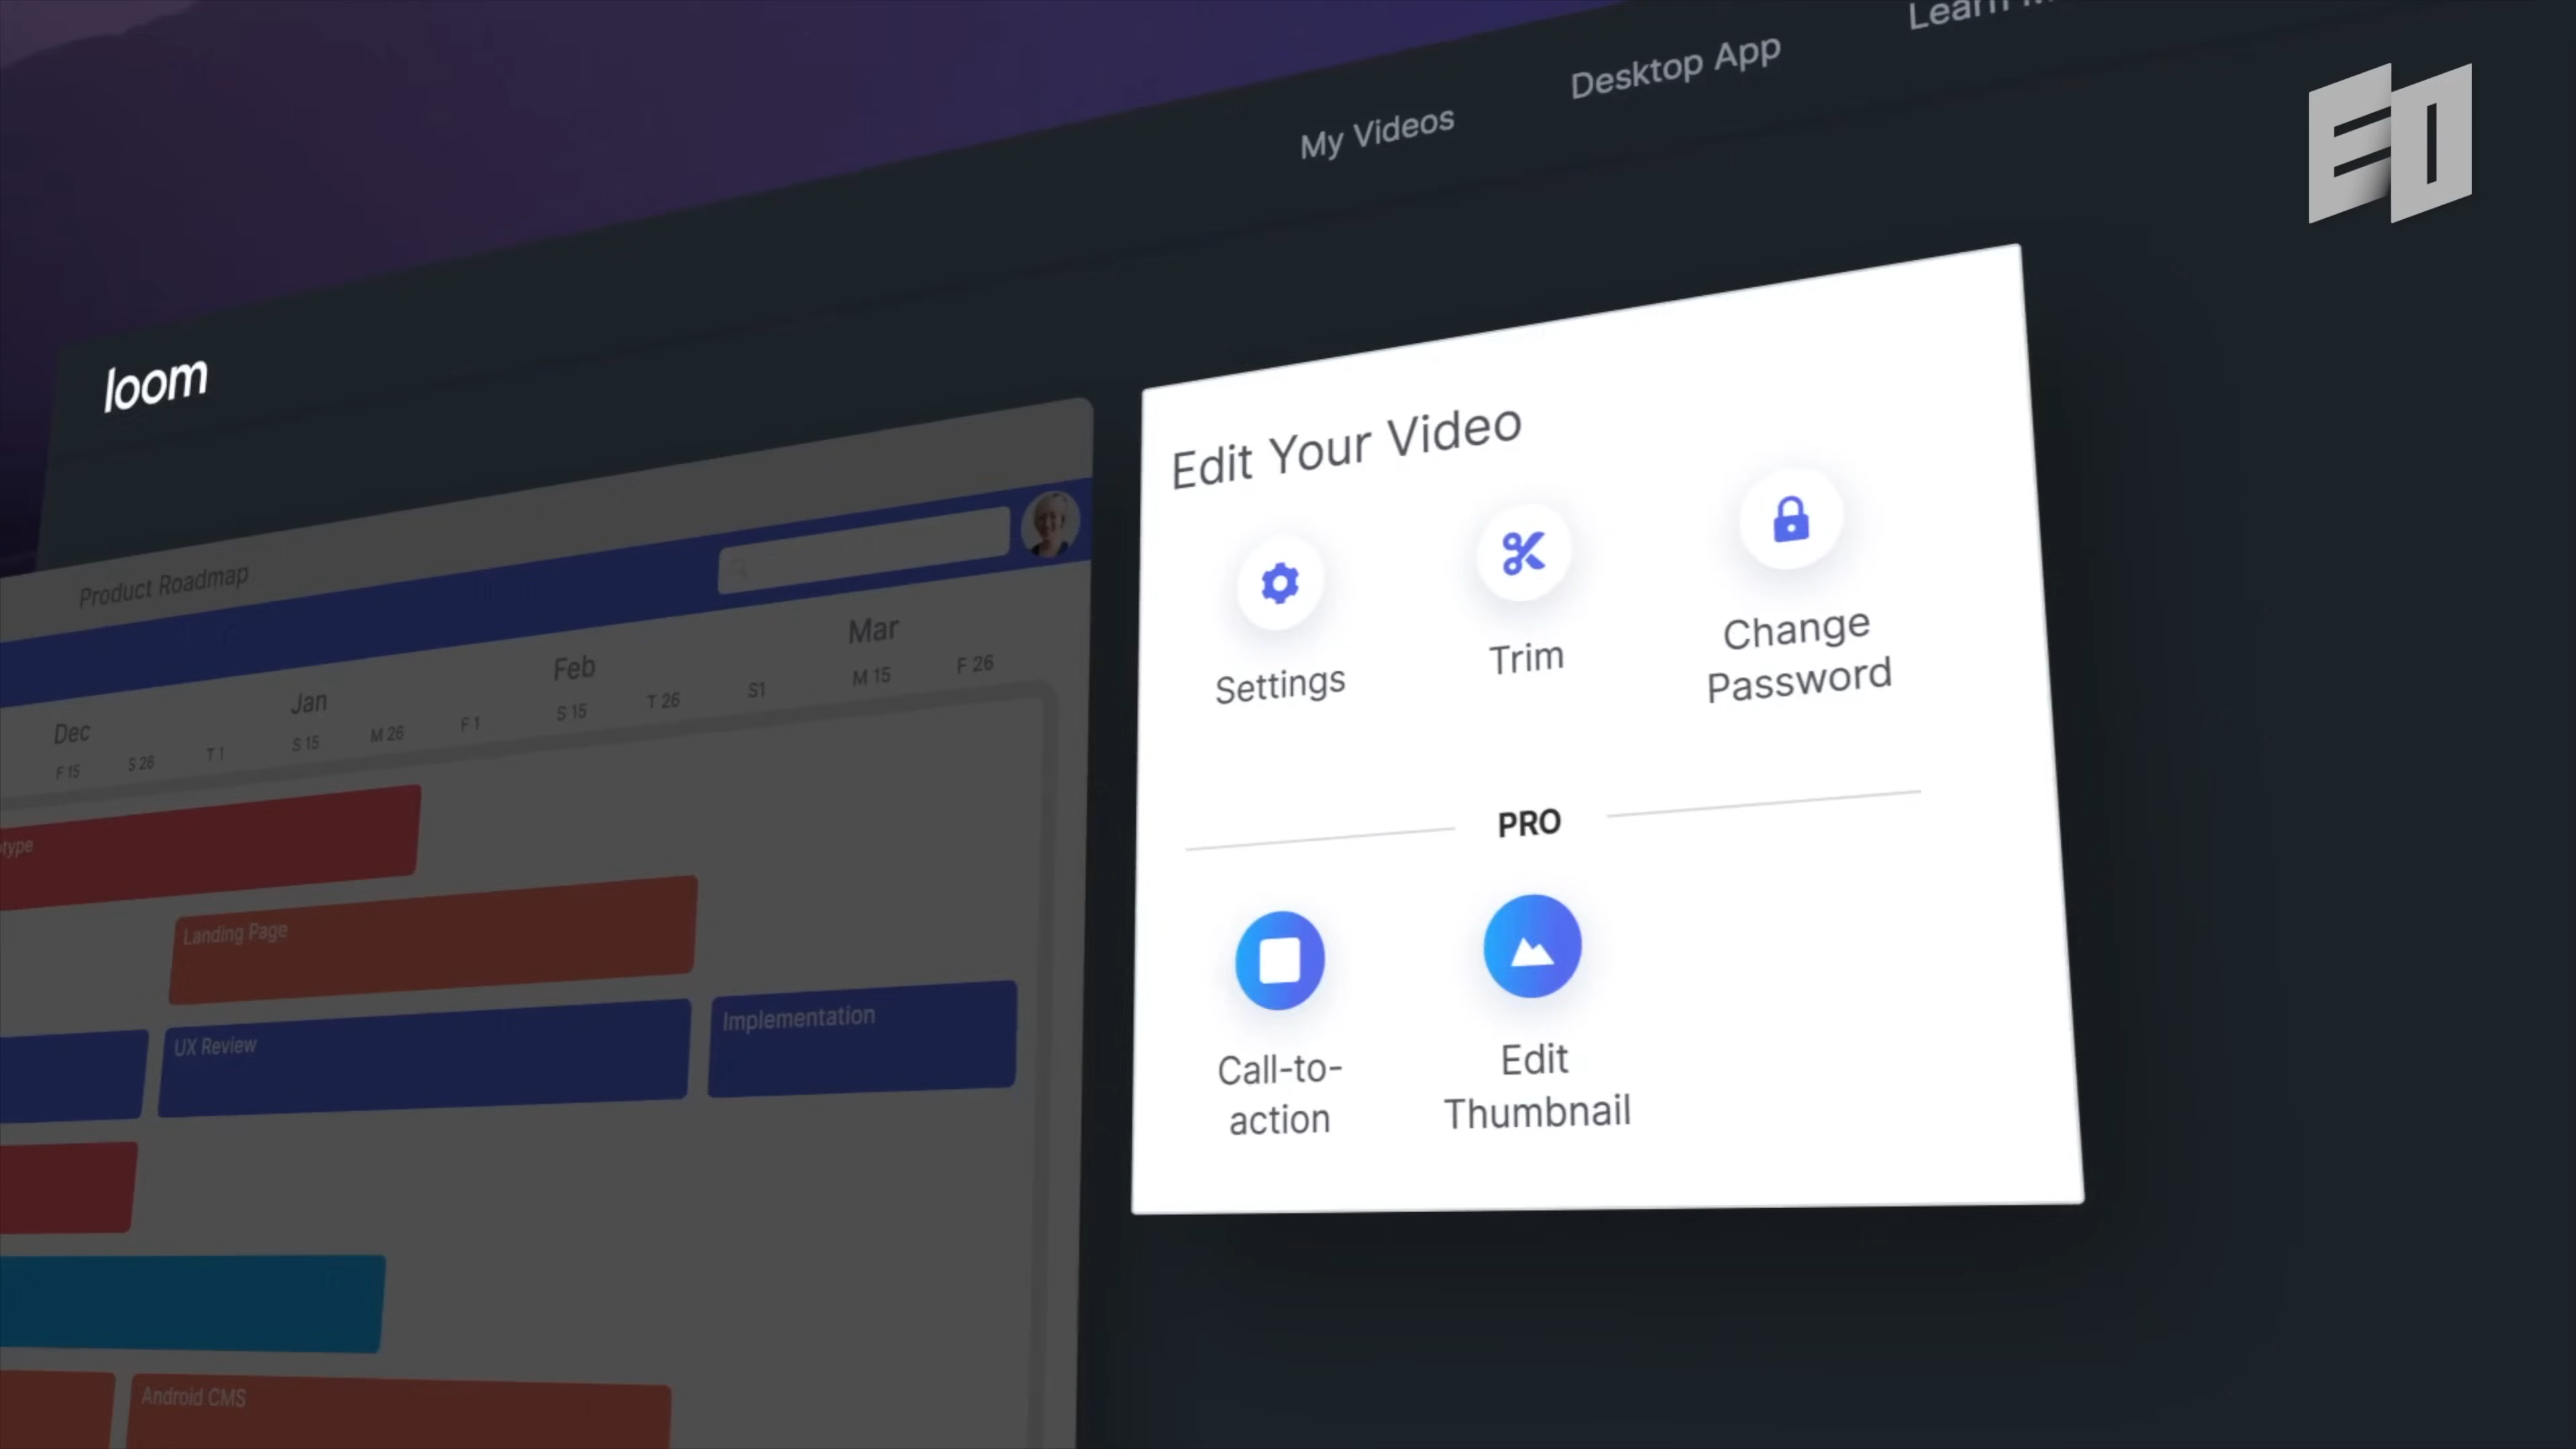 My Videos
Desktop App
Learn
EO
loom
Edit Your Video
Settings
Trim
Change
Password
PRO
Call-to-
action
Edit
Thumbnail
Product Roadmap
Dec
Jan
Feb
Mar
F 15
S 26
T 1
S 15
M 26
F 1
S 15
T 26
S1
M 15
F 26
Landing Page
UX Review
Implementation
Android CMS